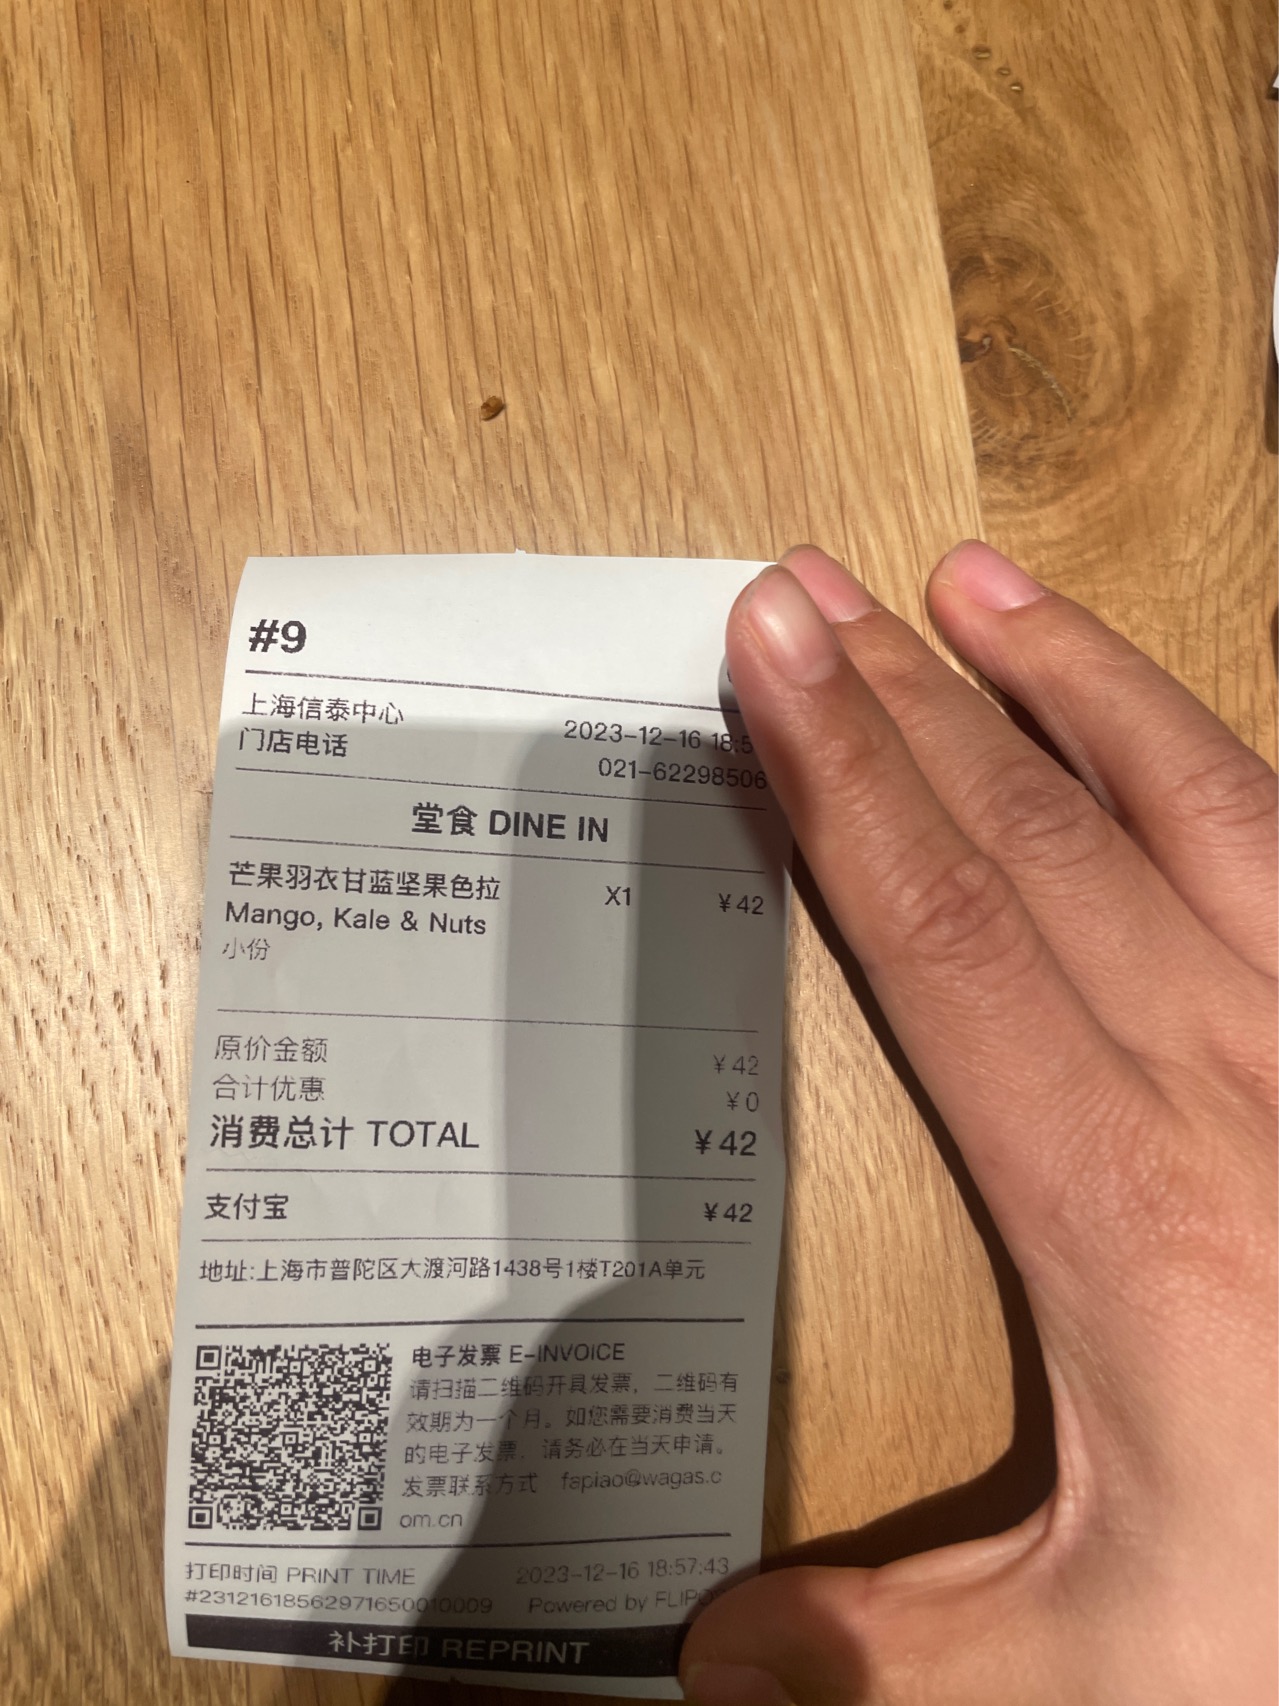 #9
上海信泰中心
2023-12-16 18:5
门店电话
021-62298506
堂食 DINE IN
芒果羽衣甘蓝坚果色拉 X1 ¥42
Mango, Kale & Nuts
小份
原价金额 ¥42
合计优惠 ¥0
消费总计 TOTAL ¥42
支付宝 ¥42
地址:上海市普陀区大渡河路1438号1楼T201A单元
电子发票 E-INVOICE
请扫描二维码开具发票，二维码有
效期为一个月。如您需要消费当天
的电子发票，请务必在当天申请。
发票联系方式 fapiao@wagas.c
om.cn
打印时间 PRINT TIME 2023-12-16 18:57:43
#23121618562971650010009 Powered by FLIPO
补打印 REPRINT